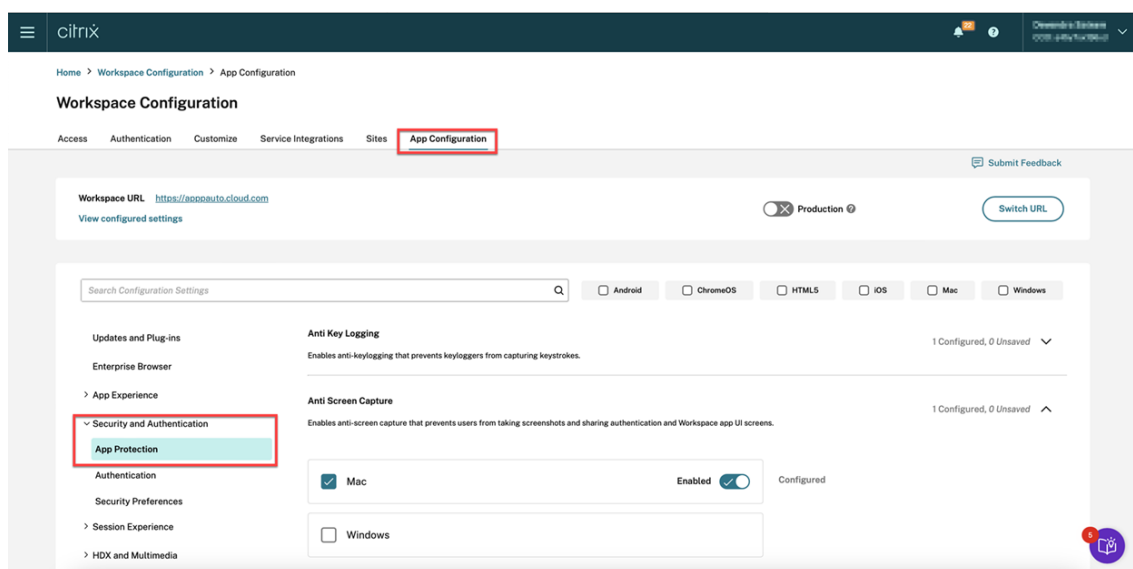 citrix
22
Home > Workspace Configuration > App Configuration
Workspace Configuration
Access Authentication Customize Service Integrations Sites App Configuration
Submit Feedback
Workspace URL https://apppauto.cloud.com
View configured settings
Production
Switch URL
Search Configuration Settings
Android ChromeOS HTML5 iOS Mac Windows
Updates and Plug-ins
Enterprise Browser
App Experience
Security and Authentication
App Protection
Authentication
Security Preferences
Session Experience
HDX and Multimedia
Anti Key Logging
1 Configured, 0 Unsaved
Enables anti-keylogging that prevents keyloggers from capturing keystrokes.
Anti Screen Capture
1 Configured, 0 Unsaved
Enables anti-screen capture that prevents users from taking screenshots and sharing authentication and Workspace app UI screens.
Mac Enabled Configured
Windows
5